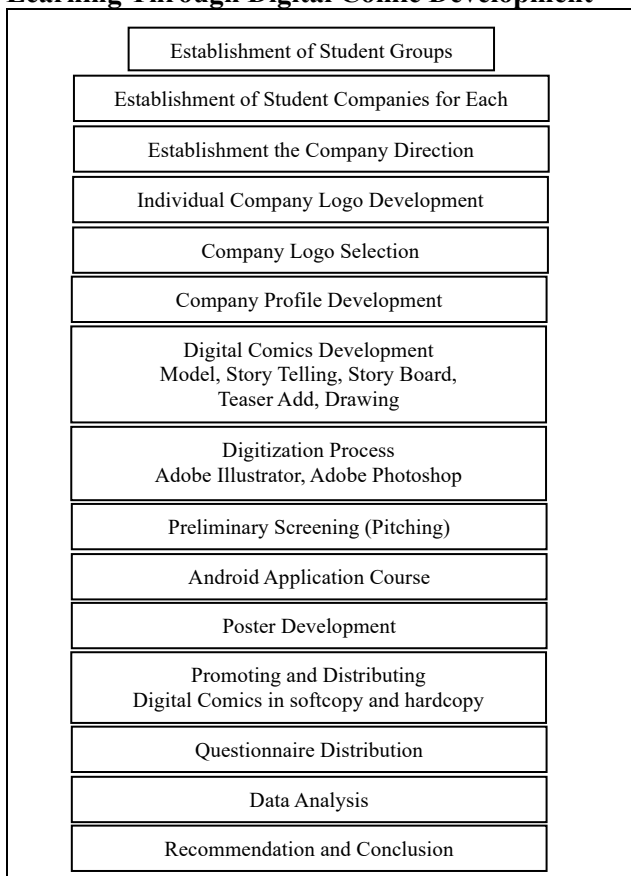 Learning Through Digital Comic Development
Establishment of Student Groups
Establishment of Student Companies for Each
Establishment the Company Direction
Individual Company Logo Development
Company Logo Selection
Company Profile Development
Digital Comics Development
Model, Story Telling, Story Board,
Teaser Add, Drawing
Digitization Process
Adobe Illustrator, Adobe Photoshop
Preliminary Screening (Pitching)
Android Application Course
Poster Development
Promoting and Distributing
Digital Comics in softcopy and hardcopy
Questionnaire Distribution
Data Analysis
Recommendation and Conclusion